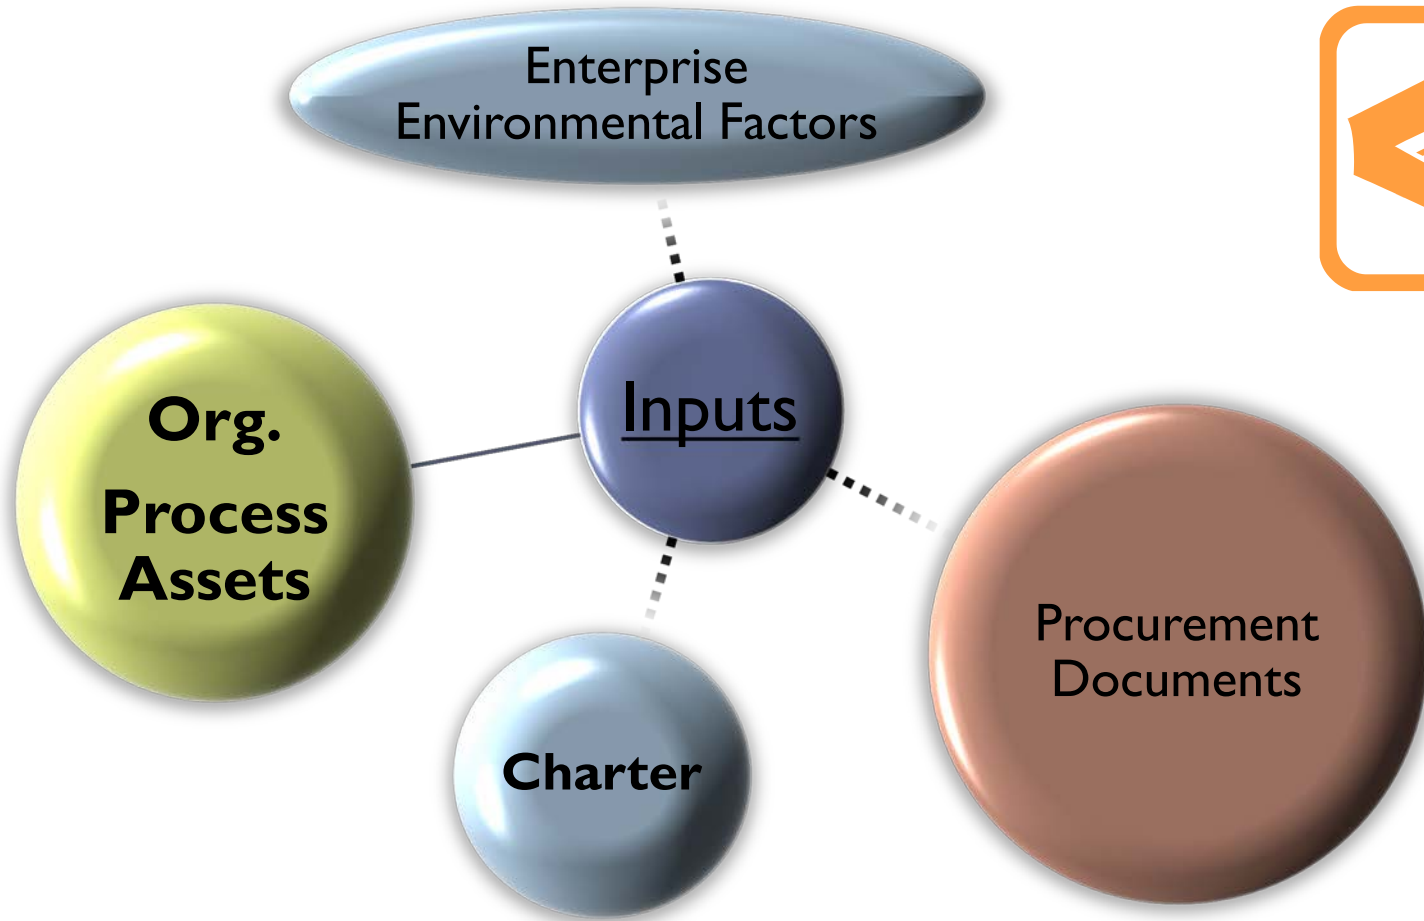 Enterprise
Environmental Factors
Inputs
Org.
Process
Assets
Procurement
Documents
Charter